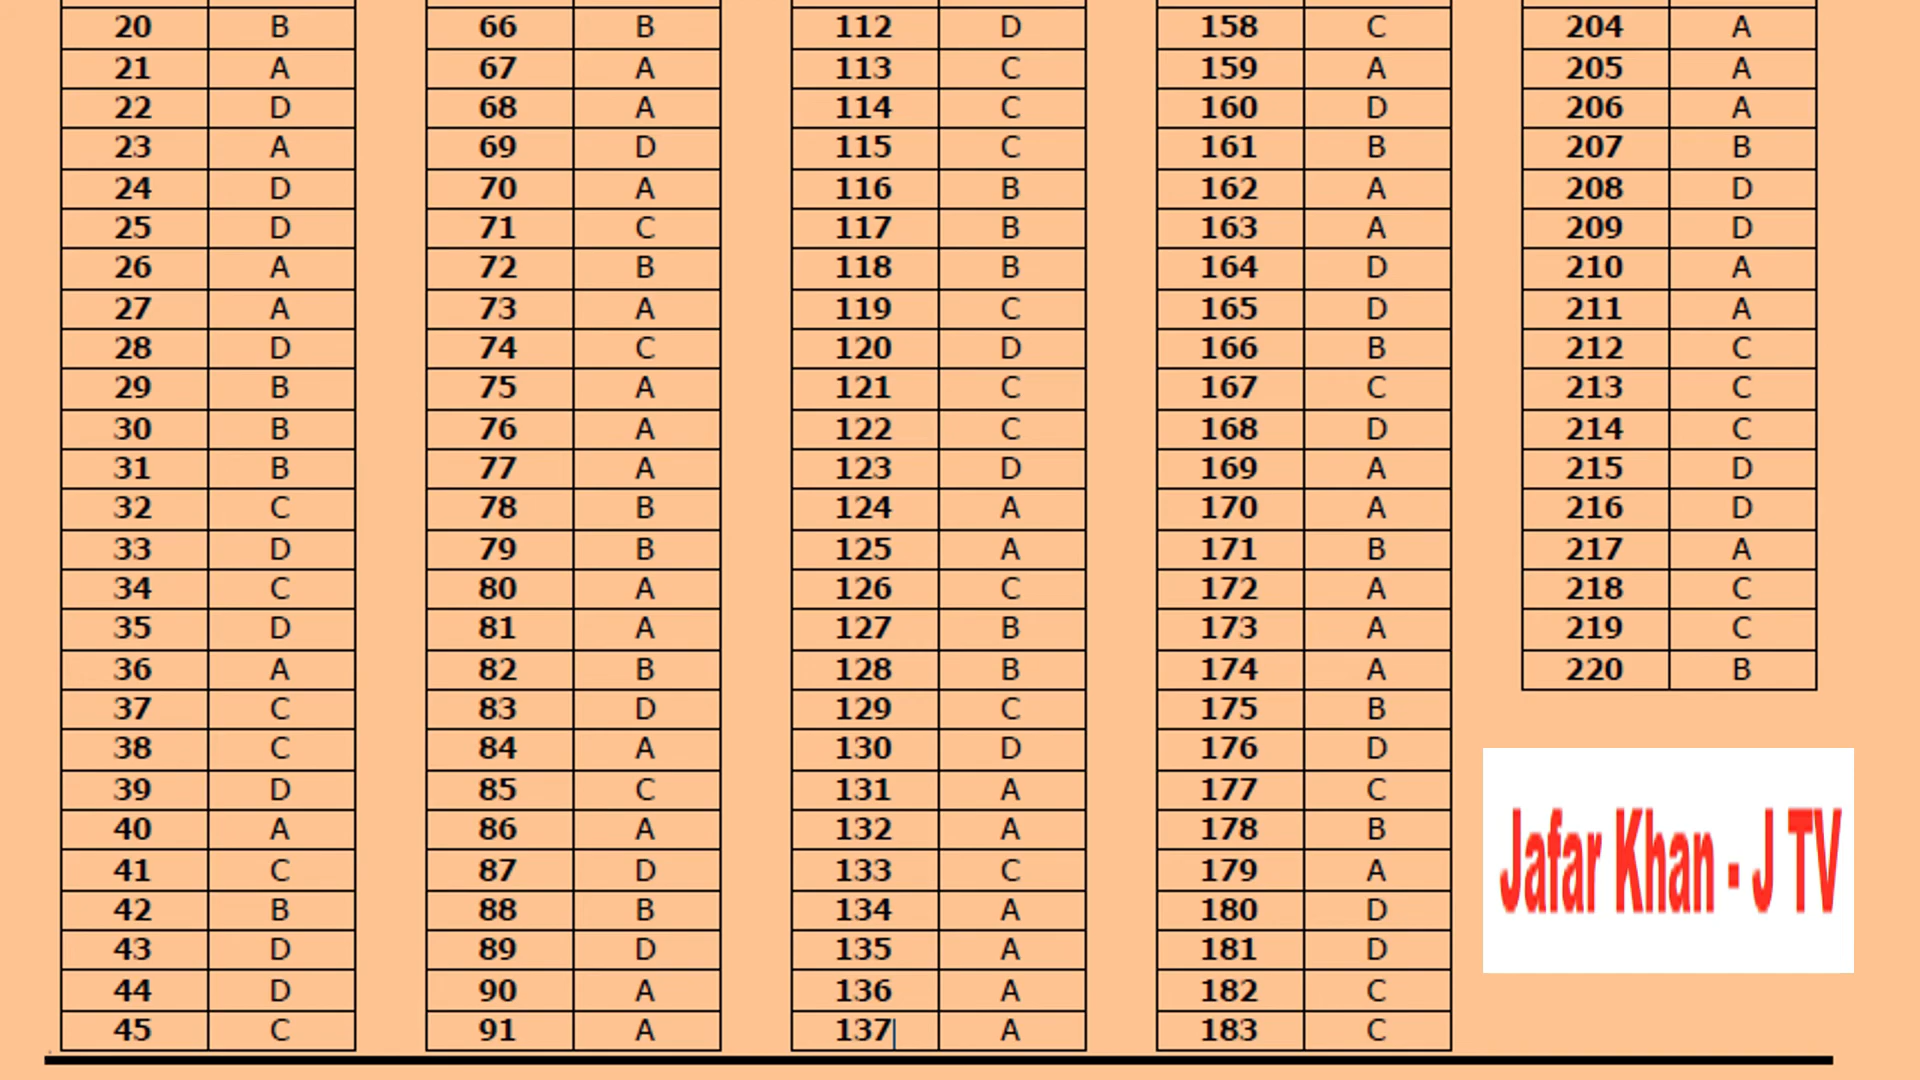 20 B 66 B 112 D 158 C 204 A
21 A 67 A 113 C 159 A 205 A
22 D 68 A 114 C 160 D 206 A
23 A 69 D 115 C 161 B 207 B
24 D 70 A 116 B 162 A 208 D
25 D 71 C 117 B 163 A 209 D
26 A 72 B 118 B 164 D 210 A
27 A 73 A 119 C 165 D 211 A
28 D 74 C 120 D 166 B 212 C
29 B 75 A 121 C 167 C 213 C
30 B 76 A 122 C 168 D 214 C
31 B 77 A 123 D 169 A 215 D
32 C 78 B 124 A 170 A 216 D
33 D 79 B 125 A 171 B 217 A
34 C 80 A 126 C 172 A 218 C
35 D 81 A 127 B 173 A 219 C
36 A 82 B 128 B 174 A 220 B
37 C 83 D 129 C 175 B
38 C 84 A 130 D 176 D
39 D 85 C 131 A 177 C
40 A 86 A 132 A 178 B
41 C 87 D 133 C 179 A
42 B 88 B 134 A 180 D
43 D 89 D 135 A 181 D
44 D 90 A 136 A 182 C
45 C 91 A 137 A 183 C
Jafar Khan - J TV